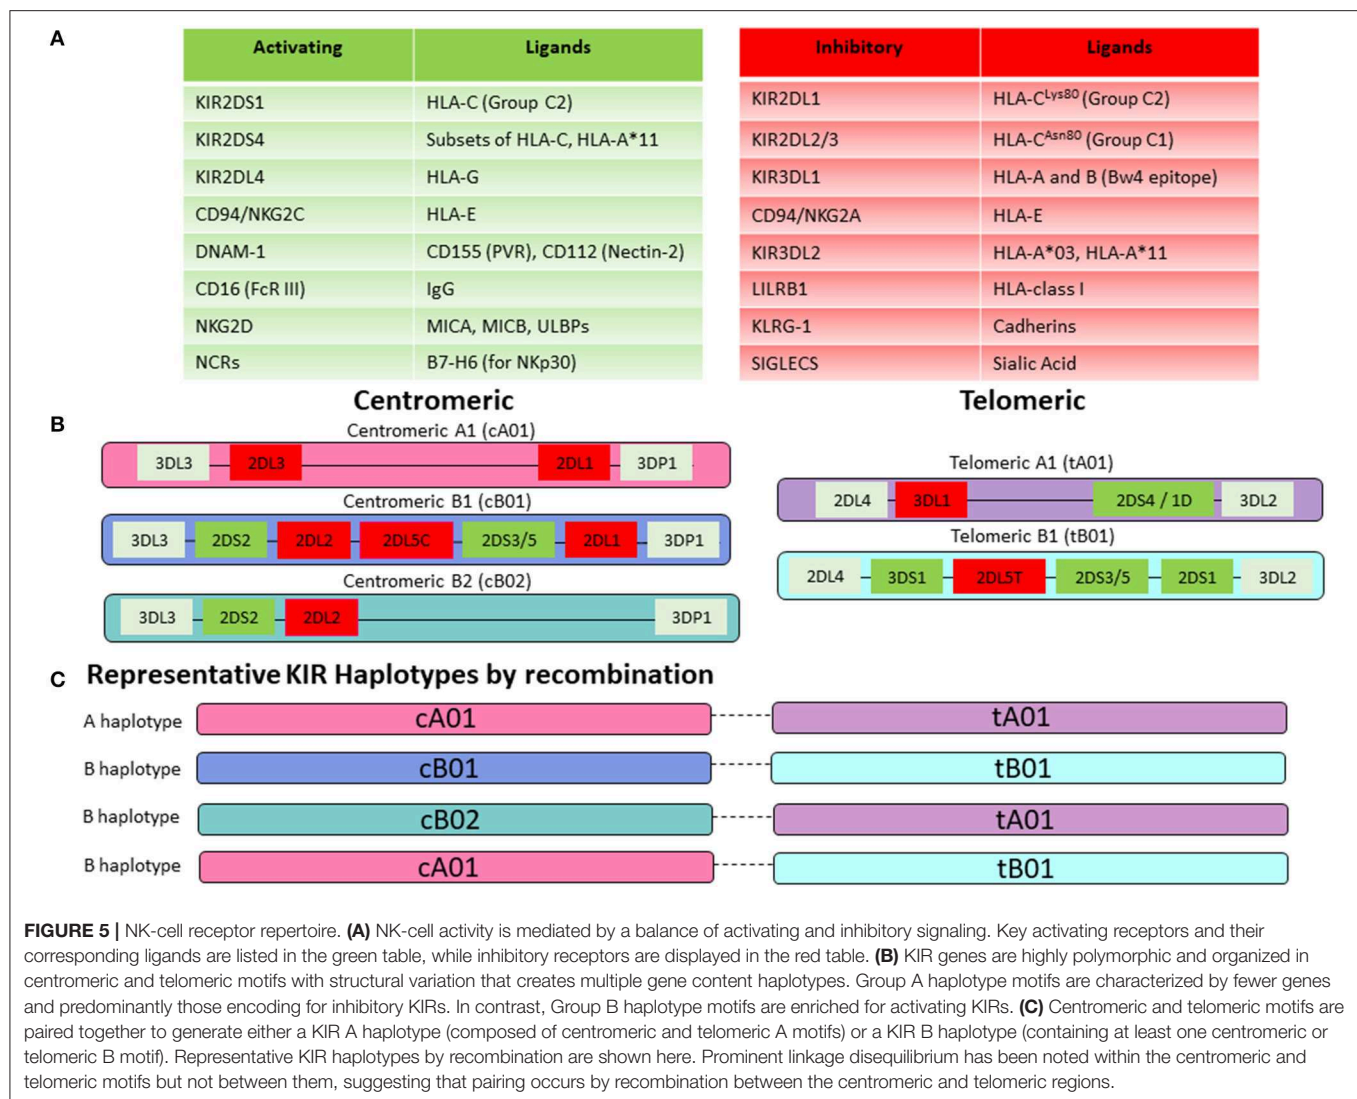 A
Activating Ligands
KIR2DS1 HLA-C (Group C2)
KIR2DS4 Subsets of HLA-C, HLA-A*11
KIR2DL4 HLA-G
CD94/NKG2C HLA-E
DNAM-1 CD155 (PVR), CD112 (Nectin-2)
CD16 (FcR III) IgG
NKG2D MICA, MICB, ULBPs
NCRs B7-H6 (for NKp30)
Inhibitory Ligands
KIR2DL1 HLA-CLys80 (Group C2)
KIR2DL2/3 HLA-CAsn80 (Group C1)
KIR3DL1 HLA-A and B (Bw4 epitope)
CD94/NKG2A HLA-E
KIR3DL2 HLA-A*03, HLA-A*11
LILRB1 HLA-class I
KLRG-1 Cadherins
SIGLECS Sialic Acid
B
Centromeric
Centromeric A1 (cA01)
3DL3 2DL3 2DL1 3DP1
Centromeric B1 (cB01)
3DL3 2DS2 2DL2 2DL5C 2DS3/5 2DL1 3DP1
Centromeric B2 (cB02)
3DL3 2DS2 2DL2 3DP1
Telomeric
Telomeric A1 (tA01)
2DL4 3DL1 2DS4 / 1D 3DL2
Telomeric B1 (tB01)
2DL4 3DS1 2DL5T 2DS3/5 2DS1 3DL2
C Representative KIR Haplotypes by recombination
A haplotype cA01 tA01
B haplotype cB01 tB01
B haplotype cB02 tA01
B haplotype cA01 tB01
FIGURE 5 | NK-cell receptor repertoire. (A) NK-cell activity is mediated by a balance of activating and inhibitory signaling. Key activating receptors and their
corresponding ligands are listed in the green table, while inhibitory receptors are displayed in the red table. (B) KIR genes are highly polymorphic and organized in
centromeric and telomeric motifs with structural variation that creates multiple gene content haplotypes. Group A haplotype motifs are characterized by fewer genes
and predominantly those encoding for inhibitory KIRs. In contrast, Group B haplotype motifs are enriched for activating KIRs. (C) Centromeric and telomeric motifs are
paired together to generate either a KIR A haplotype (composed of centromeric and telomeric A motifs) or a KIR B haplotype (containing at least one centromeric or
telomeric B motif). Representative KIR haplotypes by recombination are shown here. Prominent linkage disequilibrium has been noted within the centromeric and
telomeric motifs but not between them, suggesting that pairing occurs by recombination between the centromeric and telomeric regions.